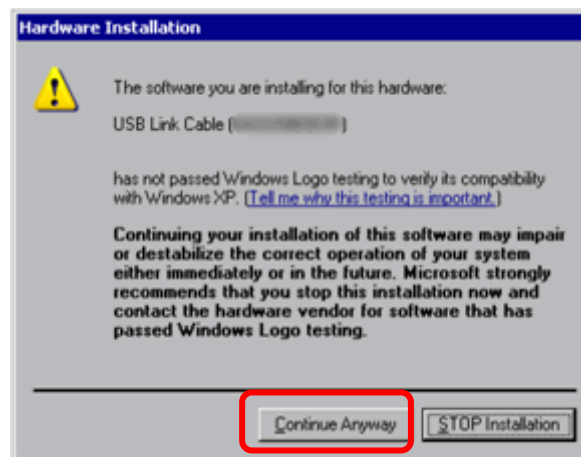 Hardware Installation
The software you are installing for this hardware:
USB Link Cable ( )
has not passed Windows Logo testing to verify its compatibility
with Windows XP. (Tell me why this testing is important.)
Continuing your installation of this software may impair
or destabilize the correct operation of your system
either immediately or in the future. Microsoft strongly
recommends that you stop this installation now and
contact the hardware vendor for software that has
passed Windows Logo testing.
Continue Anyway
STOP Installation